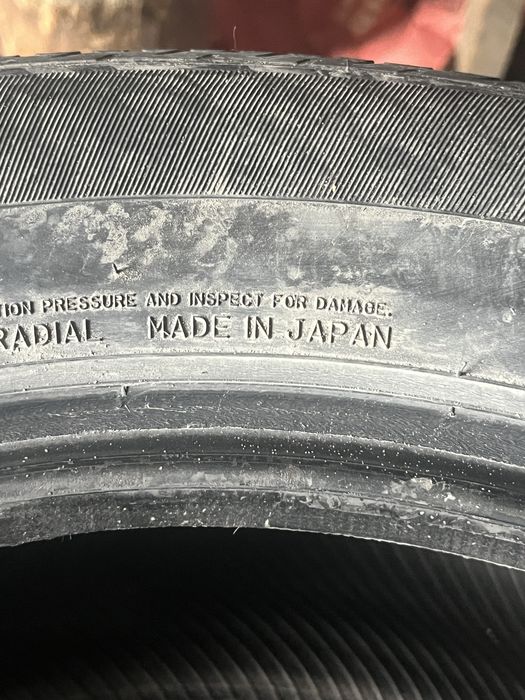 TION PRESSURE AND INSPECT FOR DAMAGE.
RADIAL MADE IN JAPAN